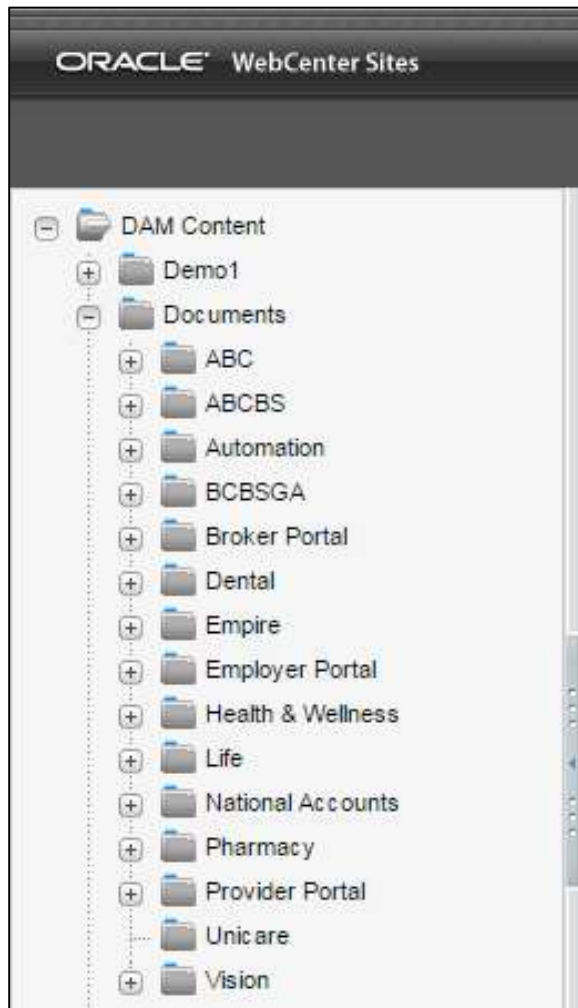 ORACLE® WebCenter Sites
DAM Content
Demo1
Documents
ABC
ABCBS
Automation
BCBSGA
Broker Portal
Dental
Empire
Employer Portal
Health & Wellness
Life
National Accounts
Pharmacy
Provider Portal
Unicare
Vision